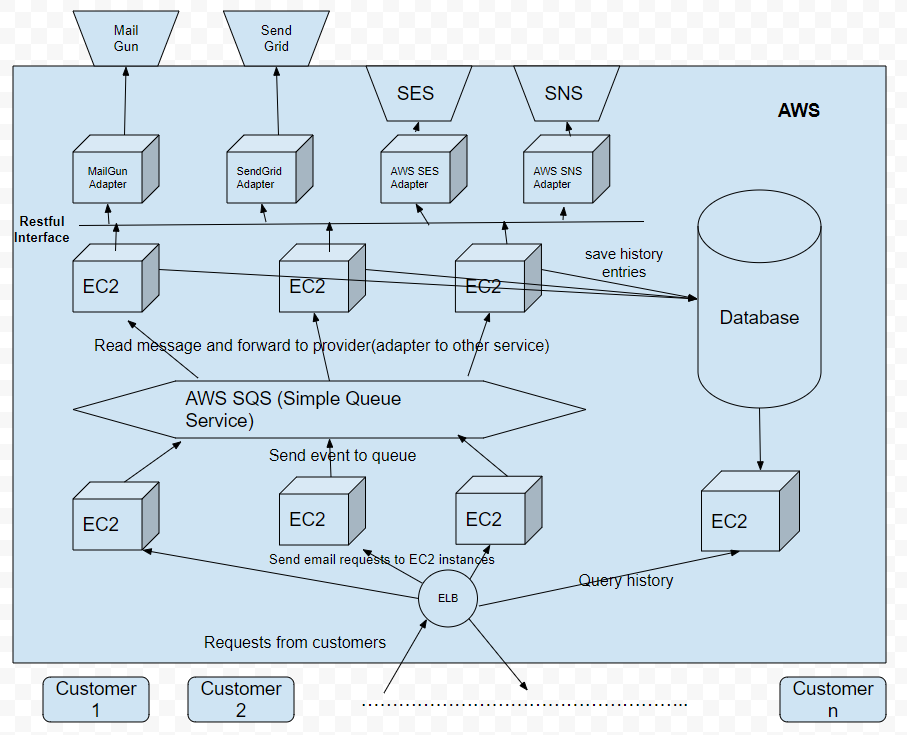 Mail
Gun
Send
Grid
SES
SNS
AWS
MailGun
Adapter
SendGrid
Adapter
AWS SES
Adapter
AWS SNS
Adapter
Restful
Interface
save history
entries
EC2
EC2
EC2
Database
Read message and forward to provider(adapter to other service)
AWS SQS (Simple Queue
Service)
Send event to queue
EC2
EC2
EC2
EC2
Send email requests to EC2 instances
Query history
ELB
Requests from customers
Customer
1
Customer
2
Customer
n